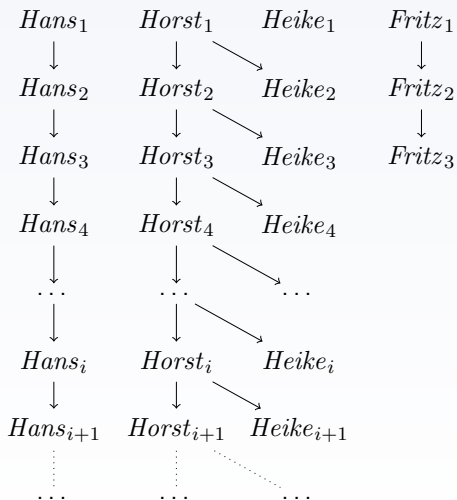 Hans₁ Horst₁ Heike₁ Fritz₁
Hans₂ Horst₂ Heike₂ Fritz₂
Hans₃ Horst₃ Heike₃ Fritz₃
Hans₄ Horst₄ Heike₄
... ... ...
Hansᵢ Horstᵢ Heikeᵢ
Hansᵢ₊₁ Horstᵢ₊₁ Heikeᵢ₊₁
... ... ...